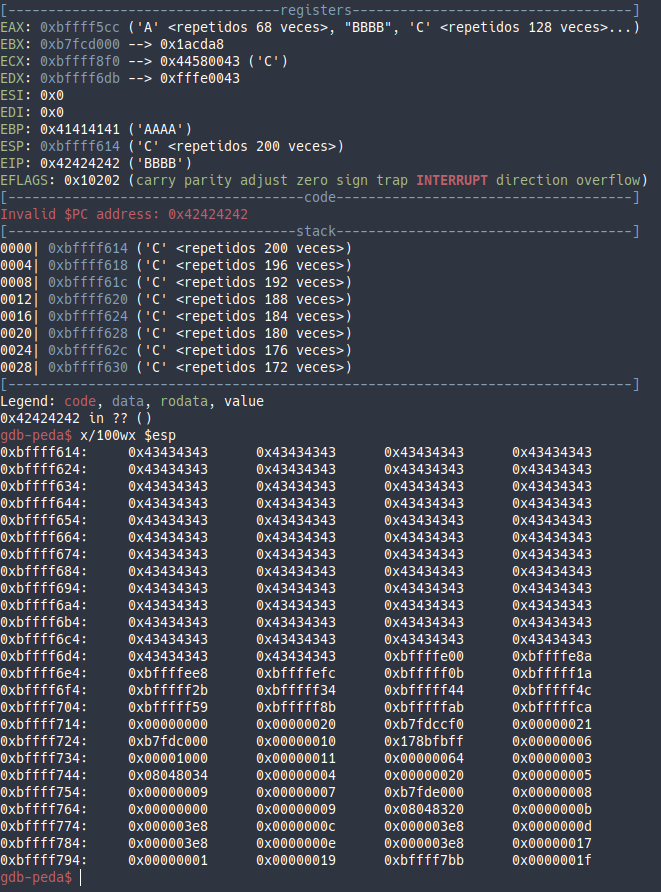 [----------------------------------registers-----------------------------------]
EAX: 0xbffff5cc ('A' <repetidos 68 veces>, "BBBB", 'C' <repetidos 128 veces>...)
EBX: 0xb7fcd000 --> 0x1acda8
ECX: 0xbffff8f0 --> 0x44580043 ('C')
EDX: 0xbffff6db --> 0xfffe0043
ESI: 0x0
EDI: 0x0
EBP: 0x41414141 ('AAAA')
ESP: 0xbffff614 ('C' <repetidos 200 veces>)
EIP: 0x42424242 ('BBBB')
EFLAGS: 0x10202 (carry parity adjust zero sign trap INTERRUPT direction overflow)
[-------------------------------------code-------------------------------------]
Invalid $PC address: 0x42424242
[------------------------------------stack-------------------------------------]
0000| 0xbffff614 ('C' <repetidos 200 veces>)
0004| 0xbffff618 ('C' <repetidos 196 veces>)
0008| 0xbffff61c ('C' <repetidos 192 veces>)
0012| 0xbffff620 ('C' <repetidos 188 veces>)
0016| 0xbffff624 ('C' <repetidos 184 veces>)
0020| 0xbffff628 ('C' <repetidos 180 veces>)
0024| 0xbffff62c ('C' <repetidos 176 veces>)
0028| 0xbffff630 ('C' <repetidos 172 veces>)
[------------------------------------------------------------------------------]
Legend: code, data, rodata, value
0x42424242 in ?? ()
gdb-peda$ x/100wx $esp
0xbffff614: 0x43434343 0x43434343 0x43434343 0x43434343
0xbffff624: 0x43434343 0x43434343 0x43434343 0x43434343
0xbffff634: 0x43434343 0x43434343 0x43434343 0x43434343
0xbffff644: 0x43434343 0x43434343 0x43434343 0x43434343
0xbffff654: 0x43434343 0x43434343 0x43434343 0x43434343
0xbffff664: 0x43434343 0x43434343 0x43434343 0x43434343
0xbffff674: 0x43434343 0x43434343 0x43434343 0x43434343
0xbffff684: 0x43434343 0x43434343 0x43434343 0x43434343
0xbffff694: 0x43434343 0x43434343 0x43434343 0x43434343
0xbffff6a4: 0x43434343 0x43434343 0x43434343 0x43434343
0xbffff6b4: 0x43434343 0x43434343 0x43434343 0x43434343
0xbffff6c4: 0x43434343 0x43434343 0x43434343 0x43434343
0xbffff6d4: 0x43434343 0x43434343 0xbffffe00 0xbffffe8a
0xbffff6e4: 0xbffffee8 0xbffffefc 0xbfffff0b 0xbfffff1a
0xbffff6f4: 0xbfffff2b 0xbfffff34 0xbfffff44 0xbfffff4c
0xbffff704: 0xbfffff59 0xbfffff8b 0xbfffffab 0xbfffffca
0xbffff714: 0x00000000 0x00000020 0xb7fdccf0 0x00000021
0xbffff724: 0xb7fdc000 0x00000010 0x178bfbff 0x00000006
0xbffff734: 0x00001000 0x00000011 0x00000064 0x00000003
0xbffff744: 0x08048034 0x00000004 0x00000020 0x00000005
0xbffff754: 0x00000009 0x00000007 0xb7fde000 0x00000008
0xbffff764: 0x00000000 0x00000009 0x08048320 0x0000000b
0xbffff774: 0x000003e8 0x0000000c 0x000003e8 0x0000000d
0xbffff784: 0x000003e8 0x0000000e 0x000003e8 0x00000017
0xbffff794: 0x00000001 0x00000019 0xbffff7bb 0x0000001f
gdb-peda$